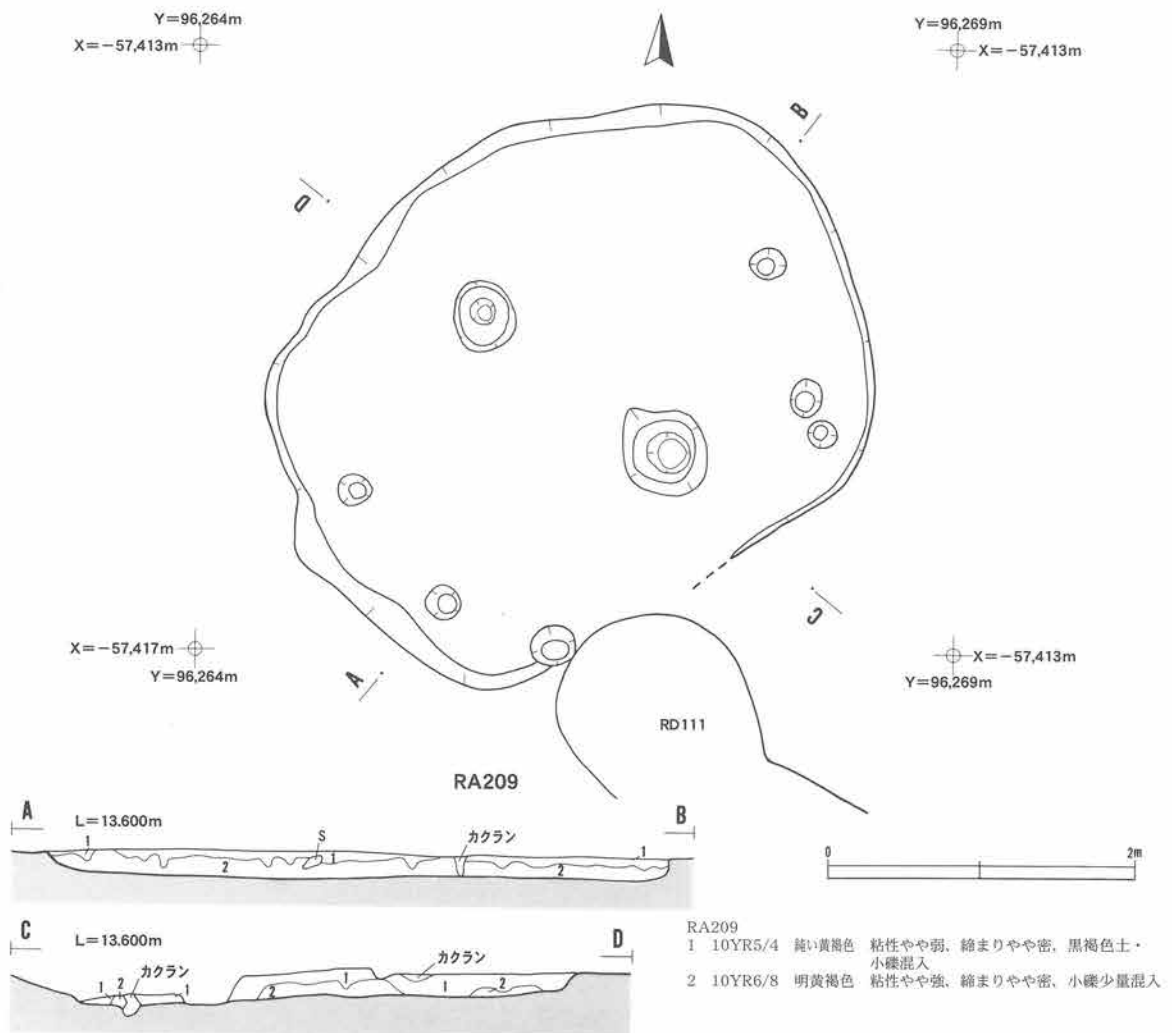 Y=96,264m
X=-57,413m
Y=96,269m
X=-57,413m
B
D
C
X=-57,417m
Y=96,264m
A
X=-57,413m
Y=96,269m
RD111
RA209
A
L=13.600m
B
1
S
カクラン
1
1
2
2
0
2m
C
L=13.600m
D
1
2
カクラン
1
1
カクラン
2
1
2
RA209
1 10YR5/4 鈍い黄褐色 粘性やや弱、締まりやや密、黒褐色土・
小礫混入
2 10YR6/8 明黄褐色 粘性やや強、締まりやや密、小礫少量混入